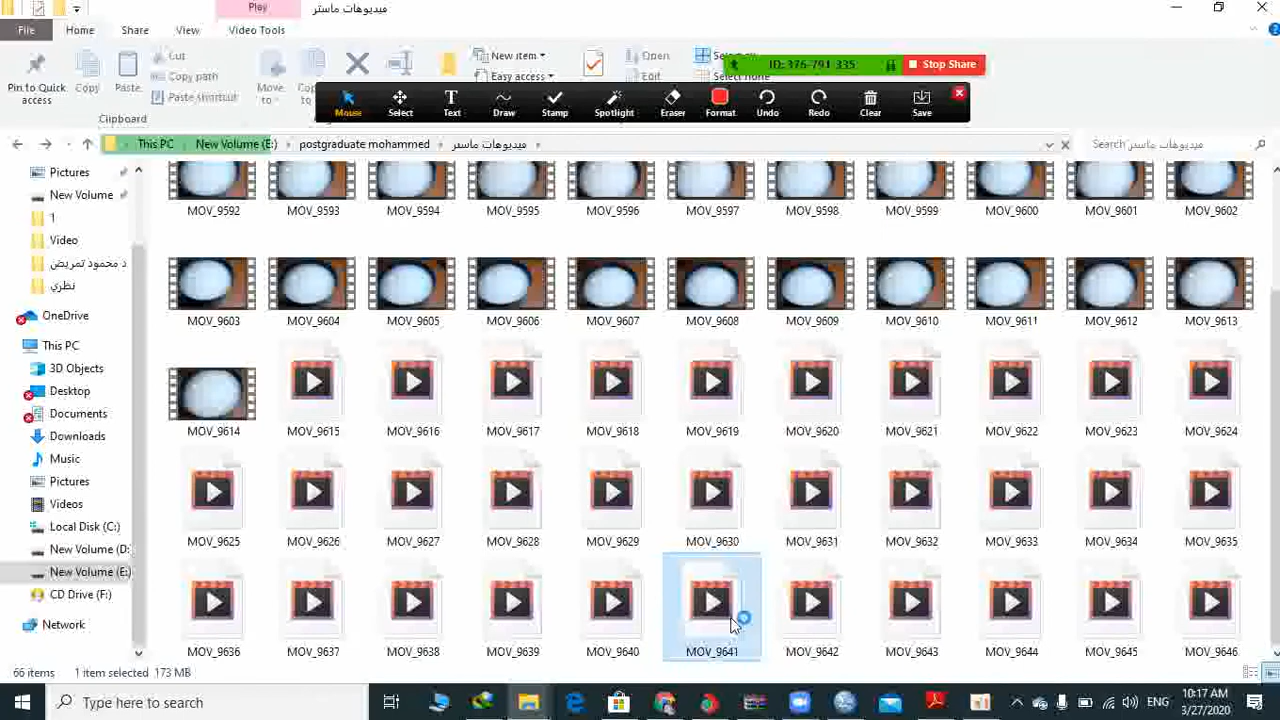 Play
فيديوهات ماستر
File
Home
Share
View
Video Tools
Pin to Quick access
Copy
Paste
Cut
Copy path
Paste shortcut
Clipboard
Move to
New item
Easy access
Open
Edit
Select none
ID: 376-791-335
Stop Share
Mouse
Select
Text
Draw
Stamp
Spotlight
Eraser
Format
Undo
Redo
Clear
Save
This PC
New Volume (E:)
postgraduate mohammed
فيديوهات ماستر
Search فيديوهات ماستر
Pictures
New Volume
1
Video
د محمود تمريض
نظري
OneDrive
This PC
3D Objects
Desktop
Documents
Downloads
Music
Pictures
Videos
Local Disk (C:)
New Volume (D:
New Volume (E:)
CD Drive (F:)
Network
MOV_9592 MOV_9593 MOV_9594 MOV_9595 MOV_9596 MOV_9597 MOV_9598 MOV_9599 MOV_9600 MOV_9601 MOV_9602
MOV_9603 MOV_9604 MOV_9605 MOV_9606 MOV_9607 MOV_9608 MOV_9609 MOV_9610 MOV_9611 MOV_9612 MOV_9613
MOV_9614 MOV_9615 MOV_9616 MOV_9617 MOV_9618 MOV_9619 MOV_9620 MOV_9621 MOV_9622 MOV_9623 MOV_9624
MOV_9625 MOV_9626 MOV_9627 MOV_9628 MOV_9629 MOV_9630 MOV_9631 MOV_9632 MOV_9633 MOV_9634 MOV_9635
MOV_9636 MOV_9637 MOV_9638 MOV_9639 MOV_9640 MOV_9641 MOV_9642 MOV_9643 MOV_9644 MOV_9645 MOV_9646
66 items
1 item selected 173 MB
Type here to search
ENG
10:17 AM
3/27/2020